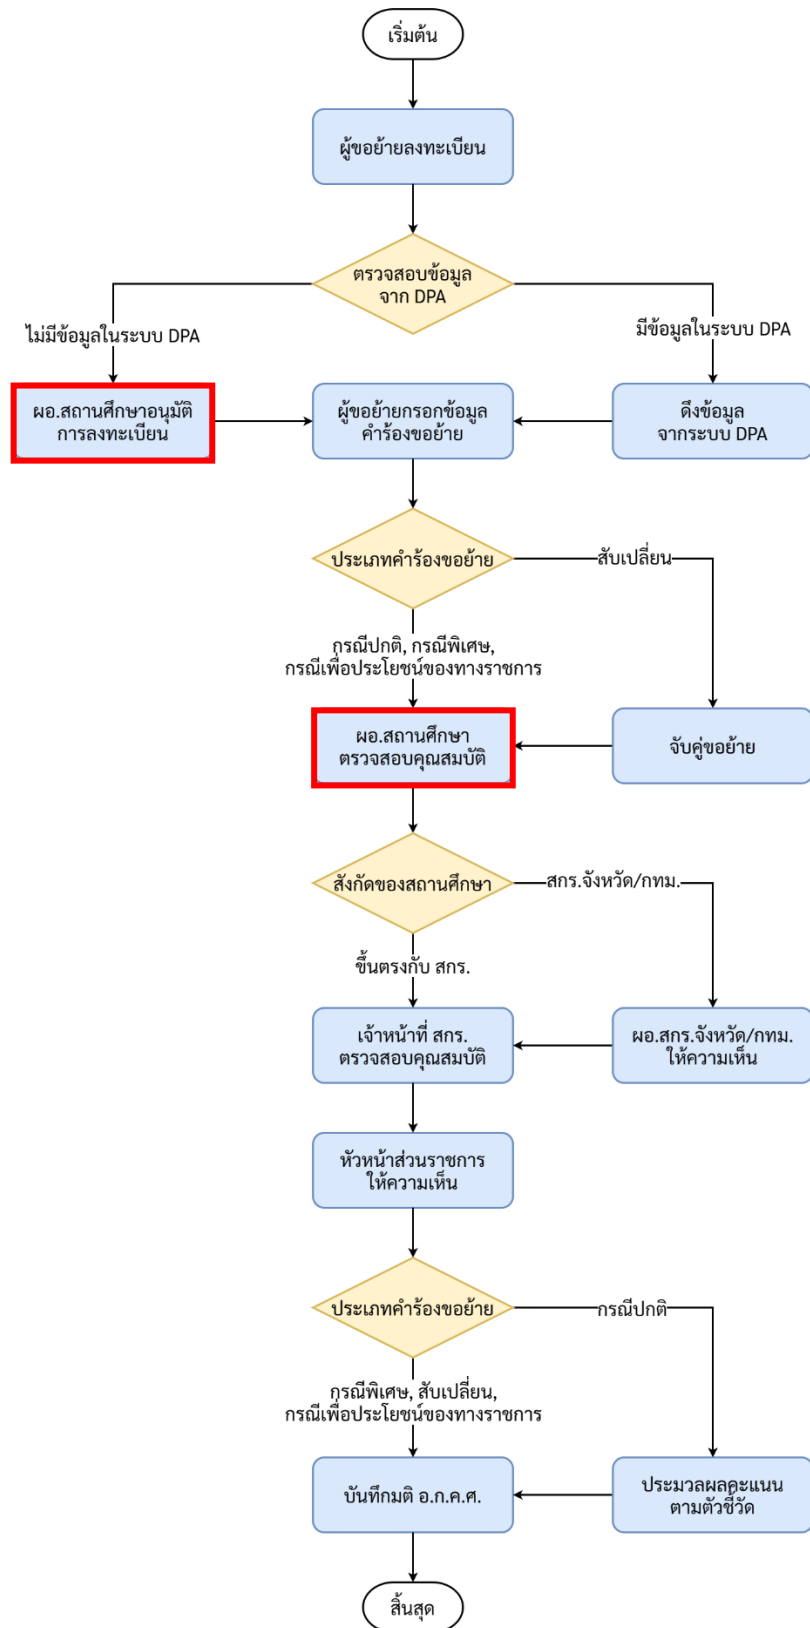 เริ่มต้น
ผู้ขอย้ายลงทะเบียน
ตรวจสอบข้อมูล
จาก DPA
ไม่มีข้อมูลในระบบ DPA
มีข้อมูลในระบบ DPA
ผอ.สถานศึกษาอนุมัติ
การลงทะเบียน
ผู้ขอย้ายกรอกข้อมูล
คำร้องขอย้าย
ดึงข้อมูล
จากระบบ DPA
ประเภทคำร้องขอย้าย
สับเปลี่ยน
กรณีปกติ, กรณีพิเศษ,
กรณีเพื่อประโยชน์ของทางราชการ
ผอ.สถานศึกษา
ตรวจสอบคุณสมบัติ
จับคู่ขอย้าย
สังกัดของสถานศึกษา
สกร.จังหวัด/กทม.
ขึ้นตรงกับ สกร.
เจ้าหน้าที่ สกร.
ตรวจสอบคุณสมบัติ
ผอ.สกร.จังหวัด/กทม.
ให้ความเห็น
หัวหน้าส่วนราชการ
ให้ความเห็น
ประเภทคำร้องขอย้าย
กรณีปกติ
กรณีพิเศษ, สับเปลี่ยน,
กรณีเพื่อประโยชน์ของทางราชการ
บันทึกมติ อ.ก.ค.ศ.
ประมวลผลคะแนน
ตามตัวชี้วัด
สิ้นสุด